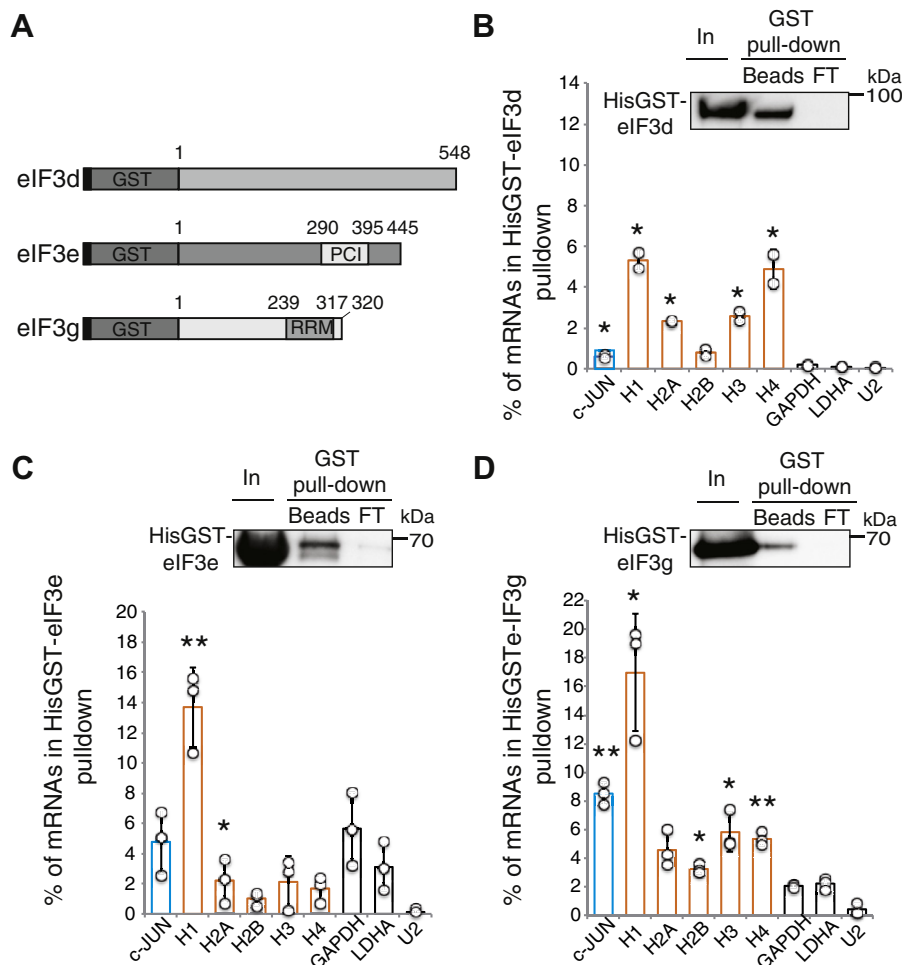 A
1 548
eIF3d GST
1 290 395 445
eIF3e GST PCI
1 239 317 320
eIF3g GST RRM
B
GST
In pull-down
Beads FT kDa
HisGST-
eIF3d
100
% of mRNAs in HisGST-eIF3d
pulldown
14
12
10
8
6
4
2
0
* * * * *
c-JUN H1 H2A H2B H3 H4 GAPDH LDHA U2
C
GST
In pull-down
Beads FT kDa
HisGST-
eIF3e
70
% of mRNAs in HisGST-eIF3e
pulldown
20
18
16
14
12
10
8
6
4
2
0
** *
c-JUN H1 H2A H2B H3 H4 GAPDH LDHA U2
D
GST
In pull-down
Beads FT kDa
HisGST-
eIF3g
70
% of mRNAs in HisGSTe-IF3g
pulldown
22
20
18
16
14
12
10
8
6
4
2
0
** * * * **
c-JUN H1 H2A H2B H3 H4 GAPDH LDHA U2